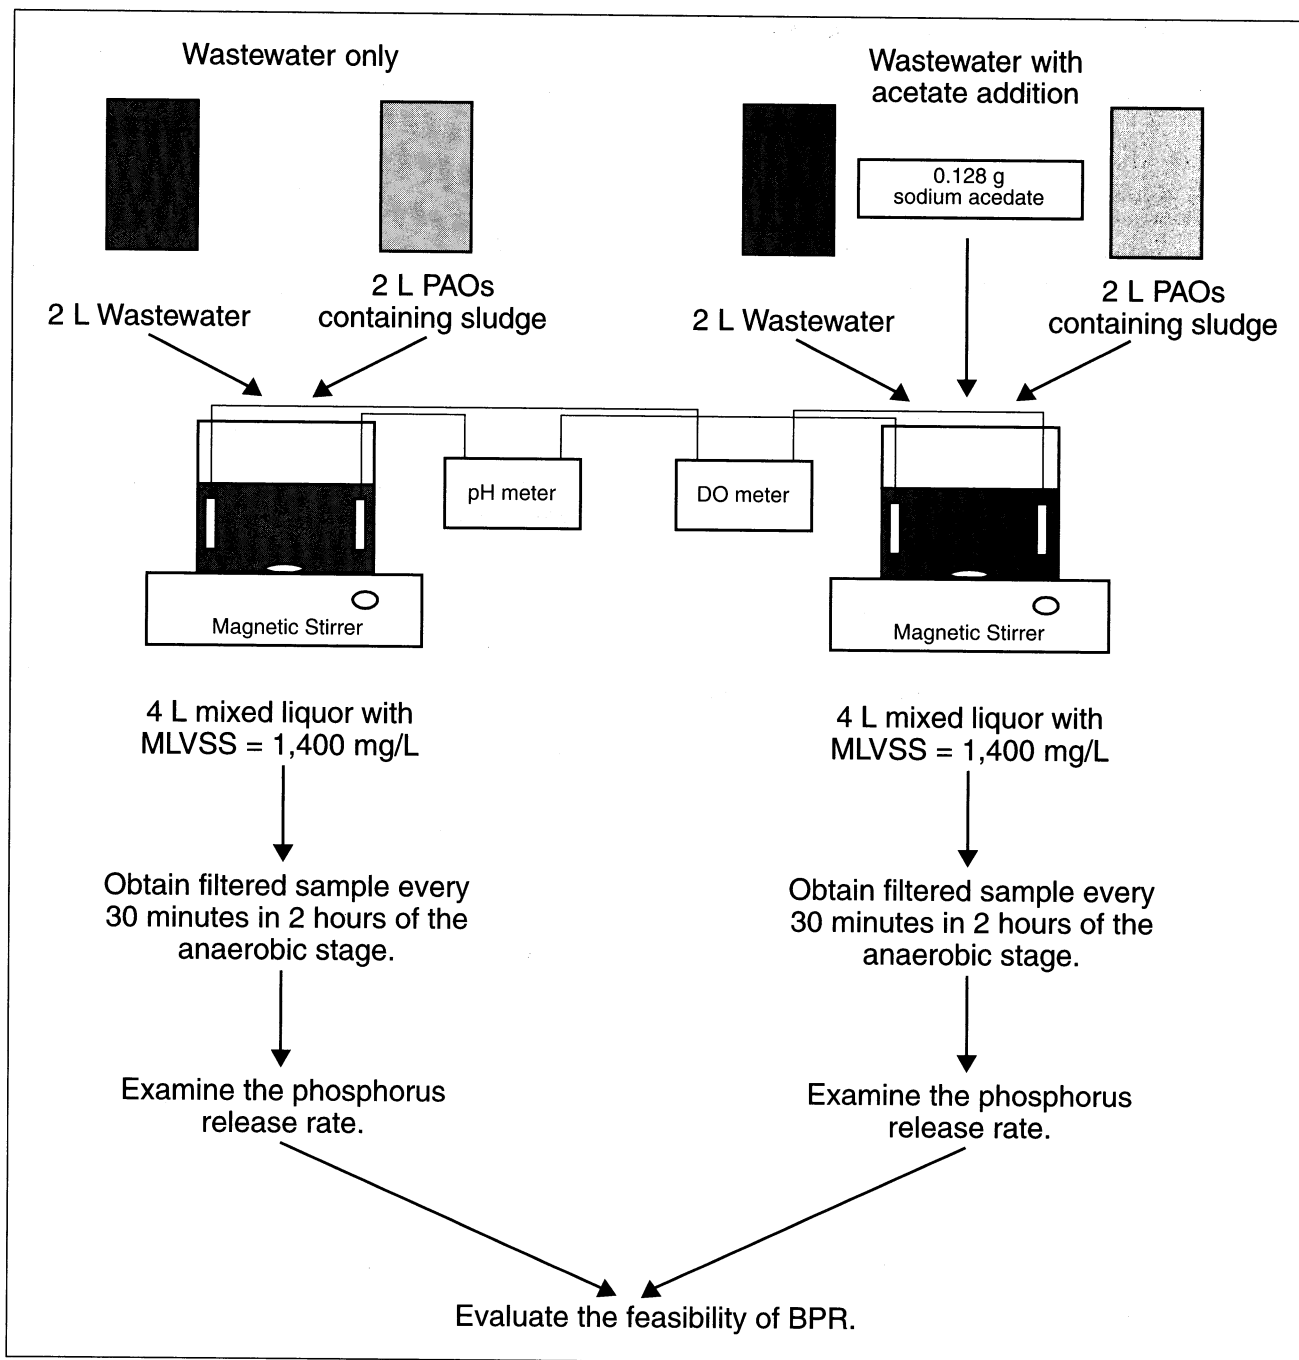 Wastewater only
2 L Wastewater
2 L PAOs
containing sludge
Wastewater with
acetate addition
0.128 g
sodium acedate
2 L Wastewater
2 L PAOs
containing sludge
pH meter
DO meter
Magnetic Stirrer
Magnetic Stirrer
4 L mixed liquor with
MLVSS = 1,400 mg/L
Obtain filtered sample every
30 minutes in 2 hours of the
anaerobic stage.
Examine the phosphorus
release rate.
4 L mixed liquor with
MLVSS = 1,400 mg/L
Obtain filtered sample every
30 minutes in 2 hours of the
anaerobic stage.
Examine the phosphorus
release rate.
Evaluate the feasibility of BPR.